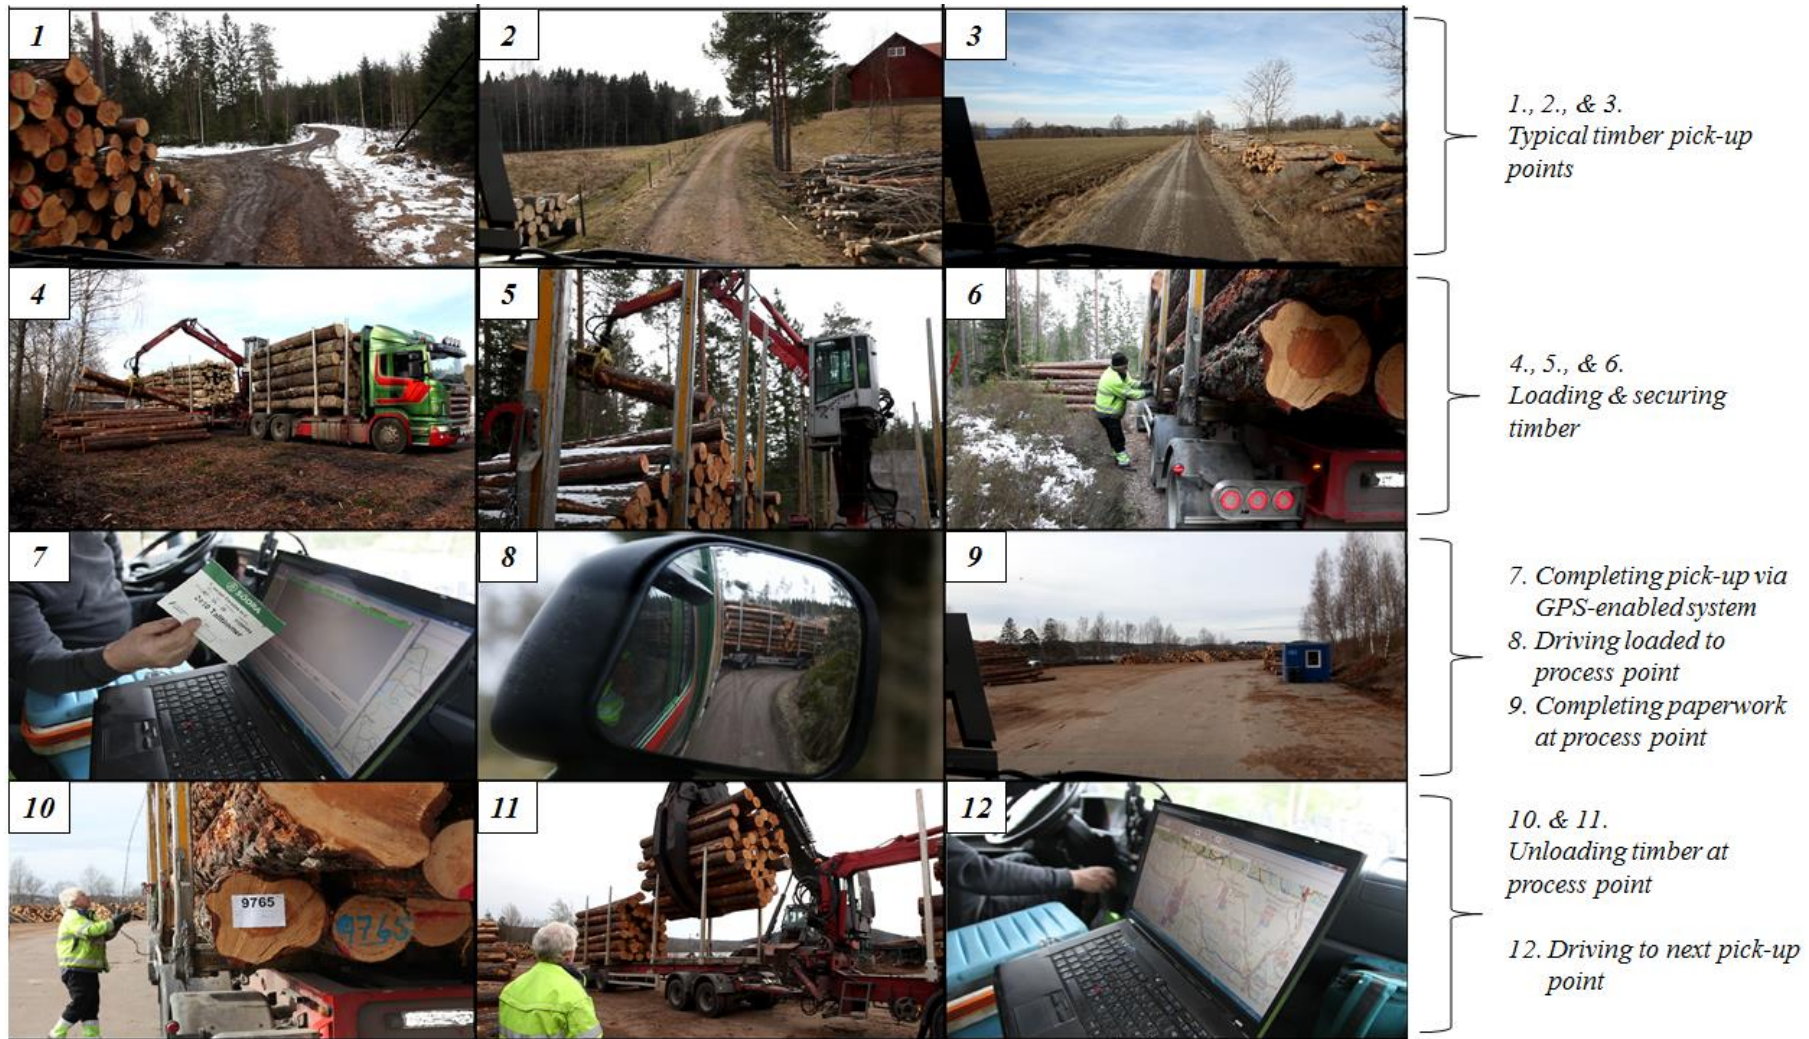 1
2
3
1., 2., & 3.
Typical timber pick-up
points
4
5
6
4., 5., & 6.
Loading & securing
timber
7
SÖDRA
8
9
7. Completing pick-up via
GPS-enabled system
8. Driving loaded to
process point
9. Completing paperwork
at process point
10
9765
9765
11
12
10. & 11.
Unloading timber at
process point
12. Driving to next pick-up
point